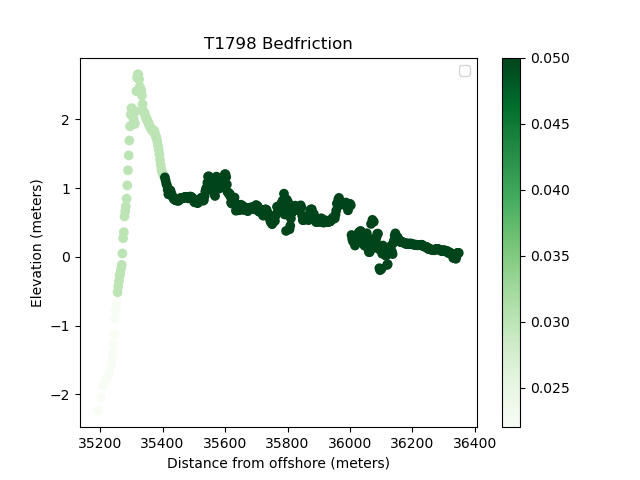 T1798 Bedfriction
Elevation (meters)
2
1
0
−1
−2
35200 35400 35600 35800 36000 36200 36400
Distance from offshore (meters)
0.050
0.045
0.040
0.035
0.030
0.025